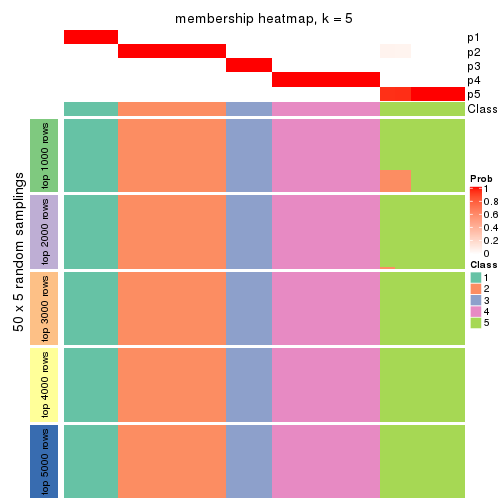 membership heatmap, k = 5
p1
p2
p3
p4
p5
Class
50 x 5 random samplings
top 1000 rows
top 2000 rows
top 3000 rows
top 4000 rows
top 5000 rows
Prob
1
0.8
0.6
0.4
0.2
0
Class
1
2
3
4
5